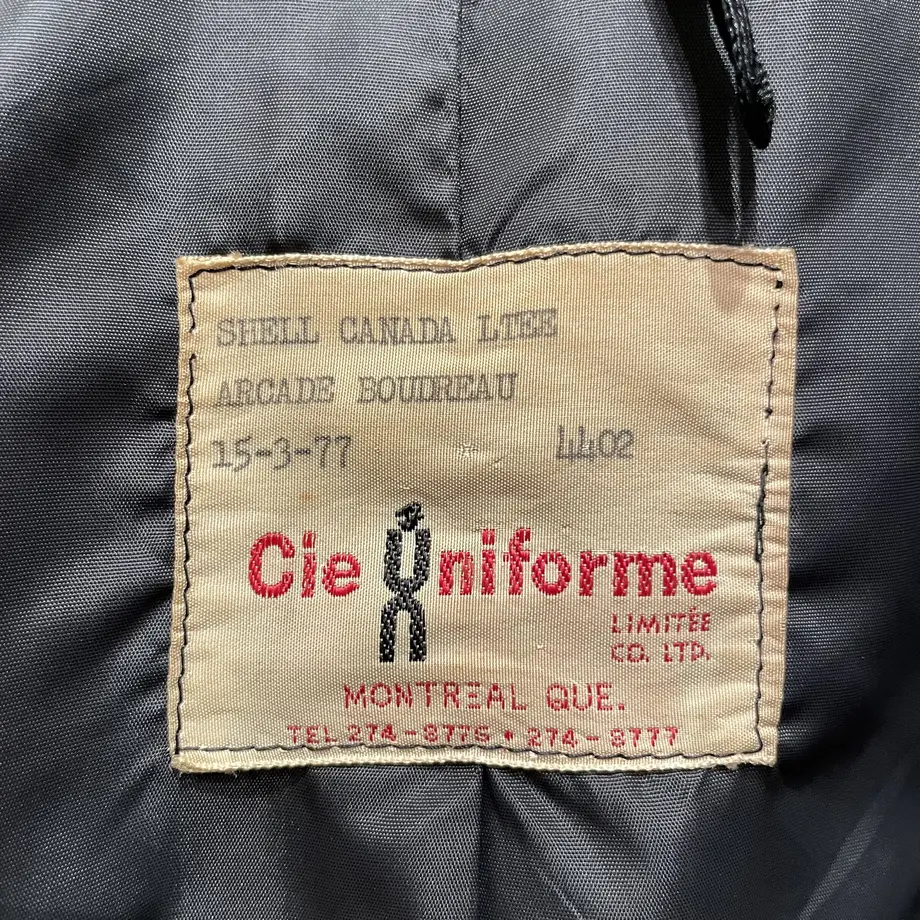 SHELL CANADA LTEE
ARCADE BOUDREAU
15-3-77 4402
Cie Uniforme
LIMITÉE
CO. LTD.
MONTREAL QUE.
TEL 274-8776 • 274-8777